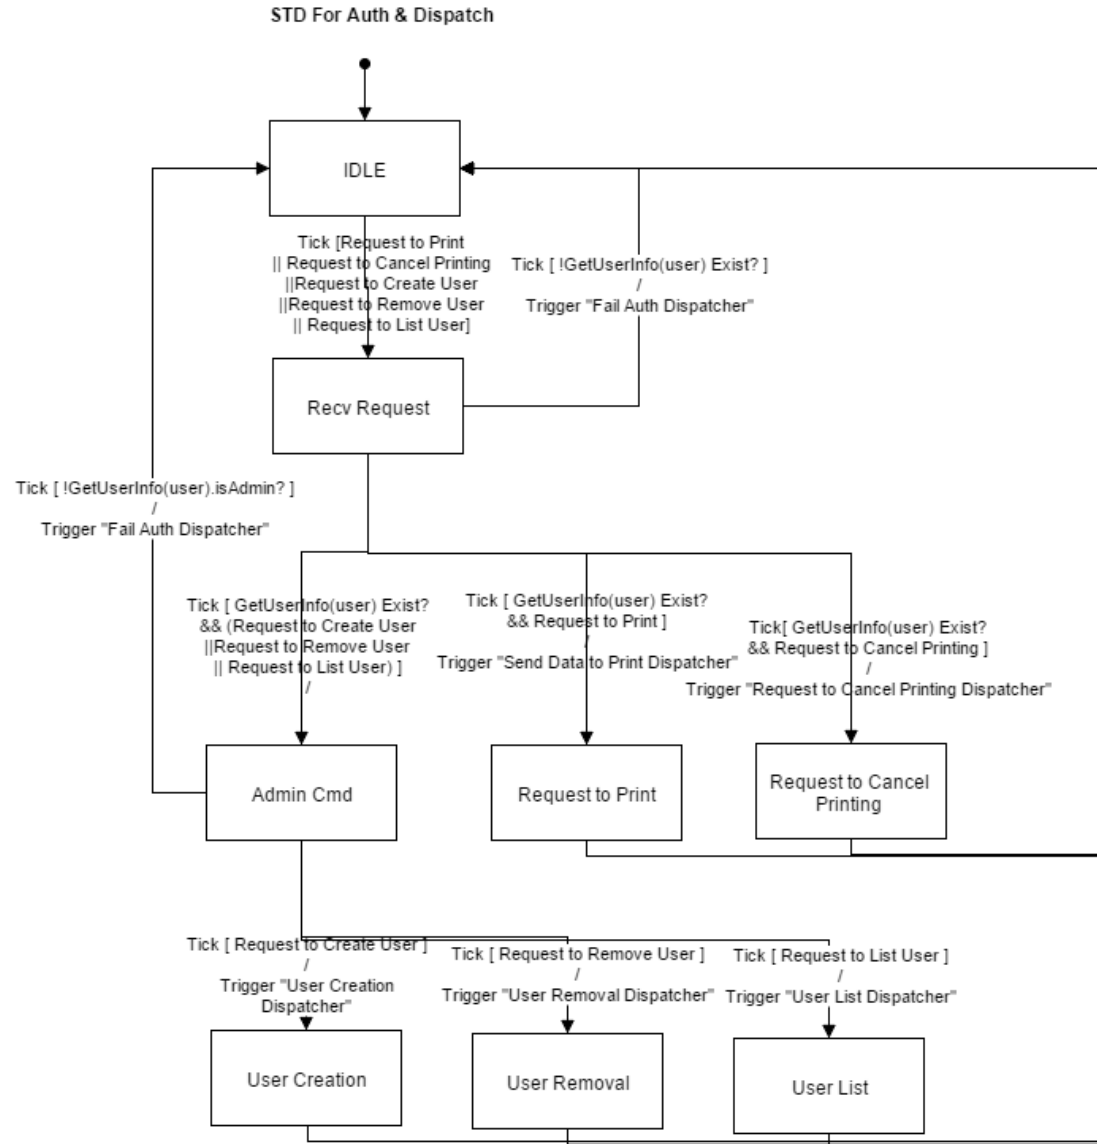 STD For Auth & Dispatch
IDLE
Tick [Request to Print
|| Request to Cancel Printing
||Request to Create User
||Request to Remove User
|| Request to List User]
Tick [ !GetUserInfo(user) Exist? ]
/
Trigger "Fail Auth Dispatcher"
Recv Request
Tick [ !GetUserInfo(user).isAdmin? ]
/
Trigger "Fail Auth Dispatcher"
Tick [ GetUserInfo(user) Exist?
&& (Request to Create User
||Request to Remove User
|| Request to List User) ]
/
Tick [ GetUserInfo(user) Exist?
&& Request to Print ]
/
Trigger "Send Data to Print Dispatcher"
Tick[ GetUserInfo(user) Exist?
&& Request to Cancel Printing ]
/
Trigger "Request to Cancel Printing Dispatcher"
Admin Cmd
Request to Print
Request to Cancel
Printing
Tick [ Request to Create User ]
/
Trigger "User Creation
Dispatcher"
Tick [ Request to Remove User ]
/
Trigger "User Removal Dispatcher"
Tick [ Request to List User ]
/
Trigger "User List Dispatcher"
User Creation
User Removal
User List